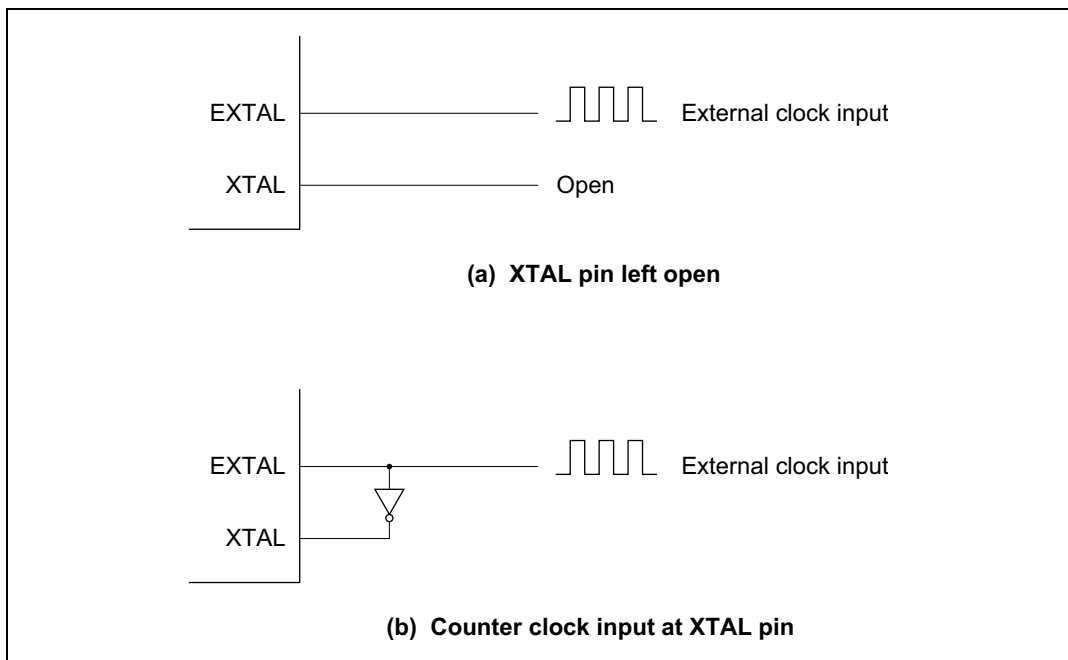 EXTAL
External clock input
XTAL
Open
(a) XTAL pin left open
EXTAL
External clock input
XTAL
(b) Counter clock input at XTAL pin